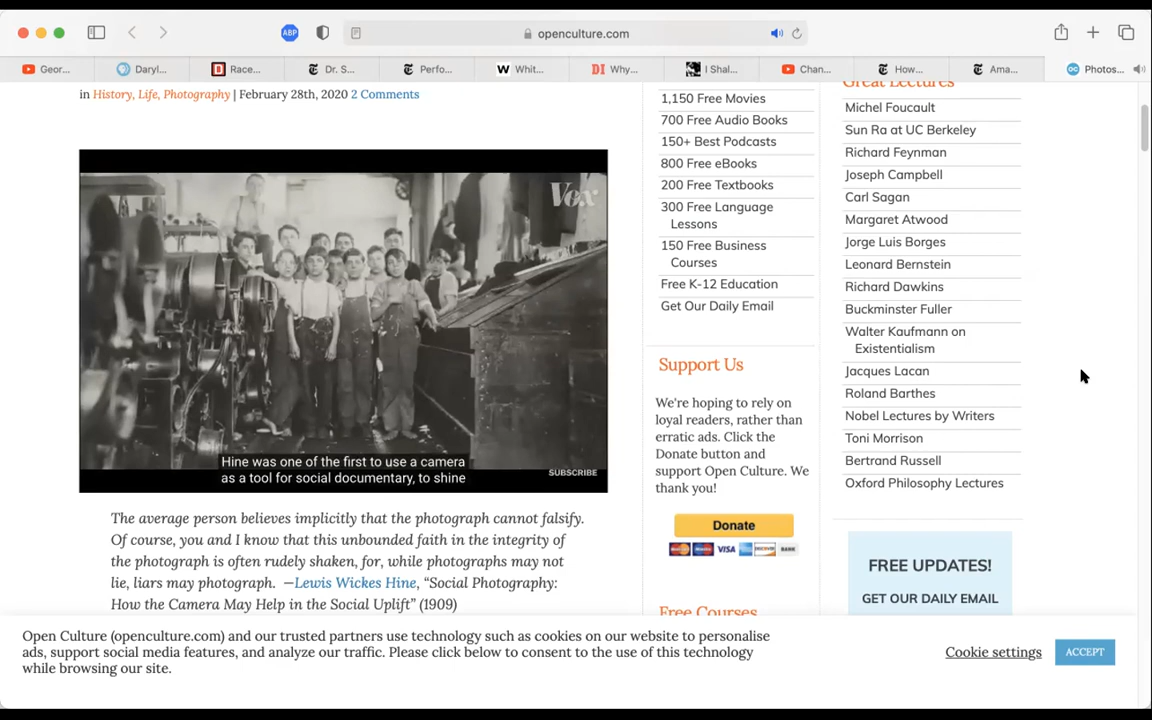 ABP
openculture.com
Geor...
Daryl...
Race...
Dr. S...
Perfo...
W Whit...
DI Why...
I Shal...
Chan...
How...
Ama...
Photos...
in History, Life, Photography | February 28th, 2020 2 Comments
Vox
Hine was one of the first to use a camera
as a tool for social documentary, to shine
SUBSCRIBE
The average person believes implicitly that the photograph cannot falsify.
Of course, you and I know that this unbounded faith in the integrity of
the photograph is often rudely shaken, for, while photographs may not
lie, liars may photograph. —Lewis Wickes Hine, “Social Photography:
How the Camera May Help in the Social Uplift” (1909)
1,150 Free Movies
700 Free Audio Books
150+ Best Podcasts
800 Free eBooks
200 Free Textbooks
300 Free Language
Lessons
150 Free Business
Courses
Free K-12 Education
Get Our Daily Email
Support Us
We're hoping to rely on
loyal readers, rather than
erratic ads. Click the
Donate button and
support Open Culture. We
thank you!
Donate
VISA
DISCOVER
BANK
Free Courses
Great Lectures
Michel Foucault
Sun Ra at UC Berkeley
Richard Feynman
Joseph Campbell
Carl Sagan
Margaret Atwood
Jorge Luis Borges
Leonard Bernstein
Richard Dawkins
Buckminster Fuller
Walter Kaufmann on
Existentialism
Jacques Lacan
Roland Barthes
Nobel Lectures by Writers
Toni Morrison
Bertrand Russell
Oxford Philosophy Lectures
FREE UPDATES!
GET OUR DAILY EMAIL
Open Culture (openculture.com) and our trusted partners use technology such as cookies on our website to personalise
ads, support social media features, and analyze our traffic. Please click below to consent to the use of this technology
while browsing our site.
Cookie settings
ACCEPT